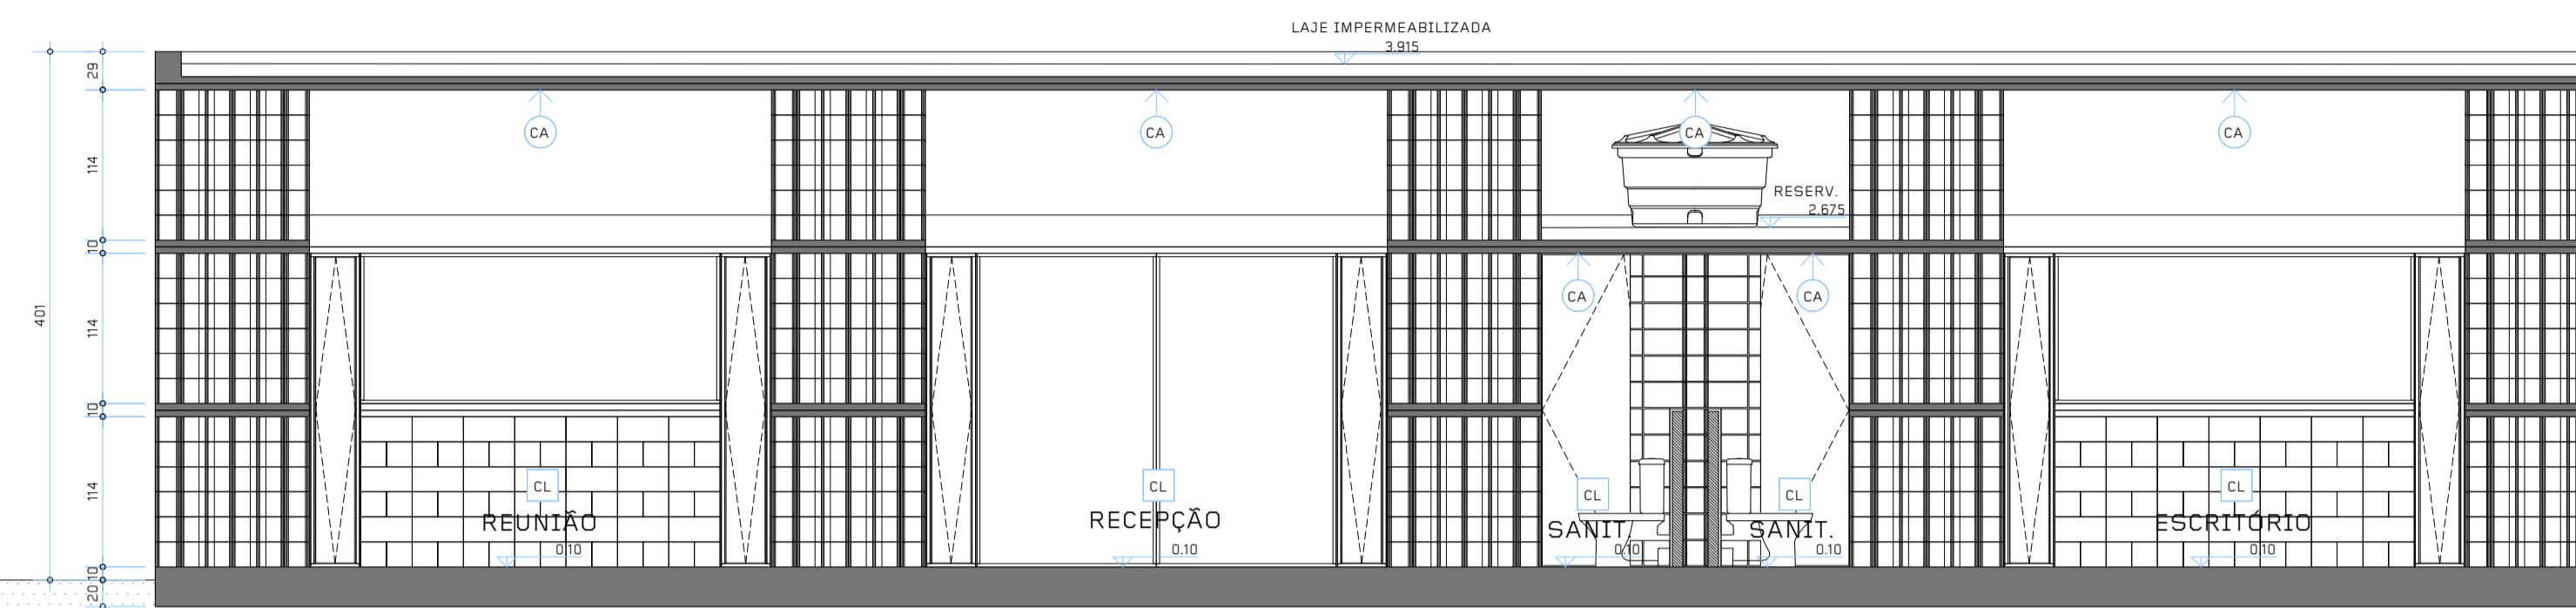 LAJE IMPERMEABILIZADA
3.915
29
CA
CA
CA
CA
114
RESERV.
2.675
10
CA
CA
114
401
10
114
CL
CL
CL
CL
CL
REUNIÃO
RECEPÇÃO
SANIT.
SANIT.
ESCRITÓRIO
0.10
0.10
0.10
0.10
0.10
10
20